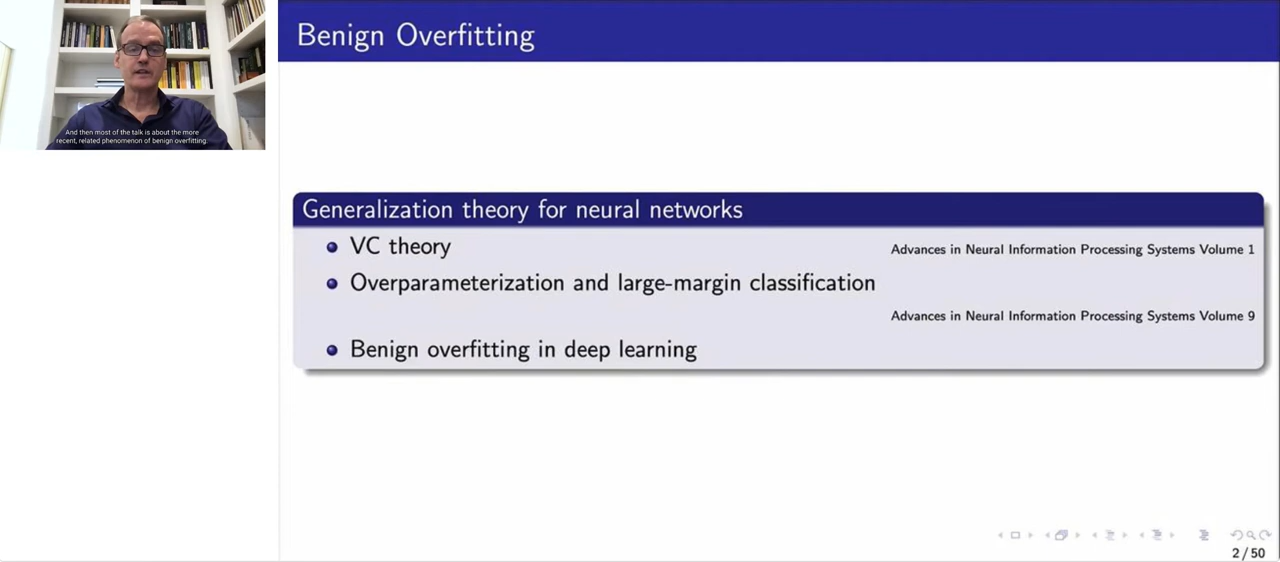 And then most of the talk is about the more
recent, related phenomenon of benign overfitting.
Benign Overfitting
Generalization theory for neural networks
VC theory
Advances in Neural Information Processing Systems Volume 1
Overparameterization and large-margin classification
Advances in Neural Information Processing Systems Volume 9
Benign overfitting in deep learning
2 / 50